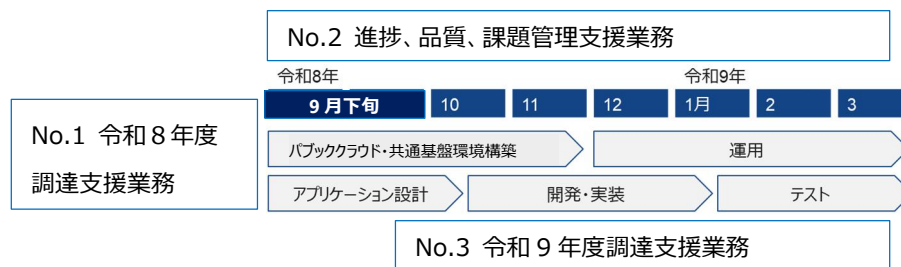 No.2 進捗、品質、課題管理支援業務
令和8年 令和9年
9月下旬 10 11 12 1月 2 3
No.1 令和8年度
調達支援業務
パブッククラウド・共通基盤環境構築 運用
アプリケーション設計 開発・実装 テスト
No.3 令和9年度調達支援業務